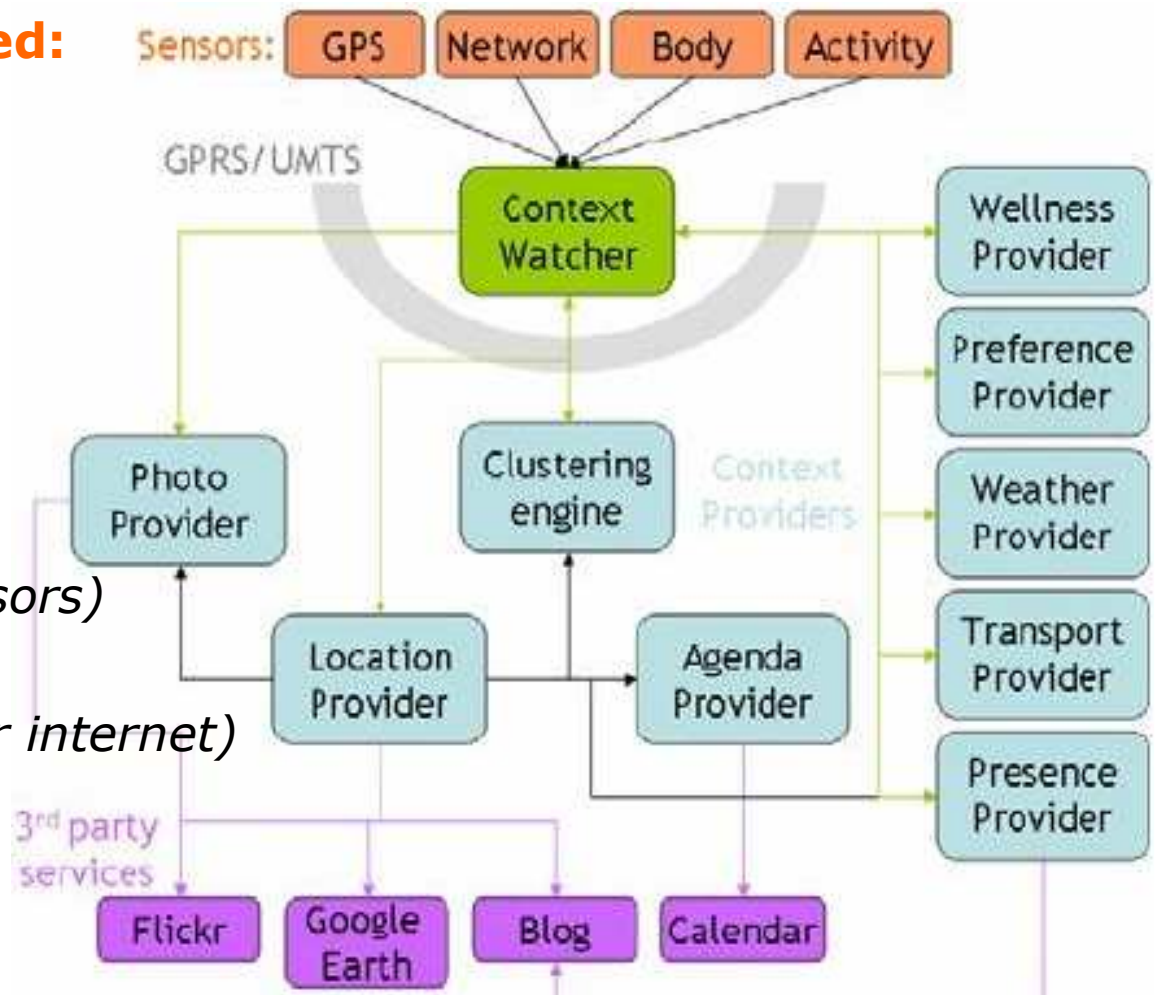 ed:
Sensors:
GPS
Network
Body
Activity
GPRS/UMTS
Context
Watcher
Wellness
Provider
Preference
Provider
Photo
Provider
Clustering
engine
Context
Providers
Weather
Provider
sors)
Location
Provider
Agenda
Provider
Transport
Provider
r internet)
Presence
Provider
3rd party
services
Flickr
Google
Earth
Blog
Calendar